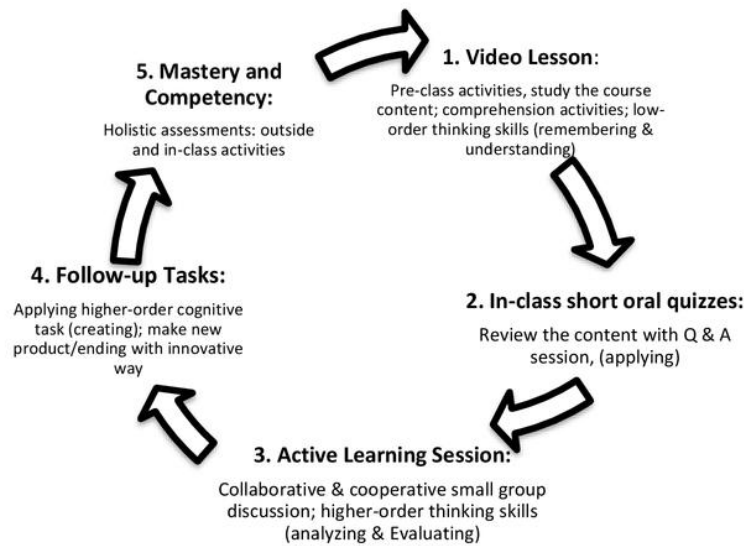 1. Video Lesson:
Pre-class activities, study the course
content; comprehension activities; low-
order thinking skills (remembering &
understanding)
2. In-class short oral quizzes:
Review the content with Q & A
session, (applying)
3. Active Learning Session:
Collaborative & cooperative small group
discussion; higher-order thinking skills
(analyzing & Evaluating)
4. Follow-up Tasks:
Applying higher-order cognitive
task (creating); make new
product/ending with innovative
way
5. Mastery and
Competency:
Holistic assessments: outside
and in-class activities